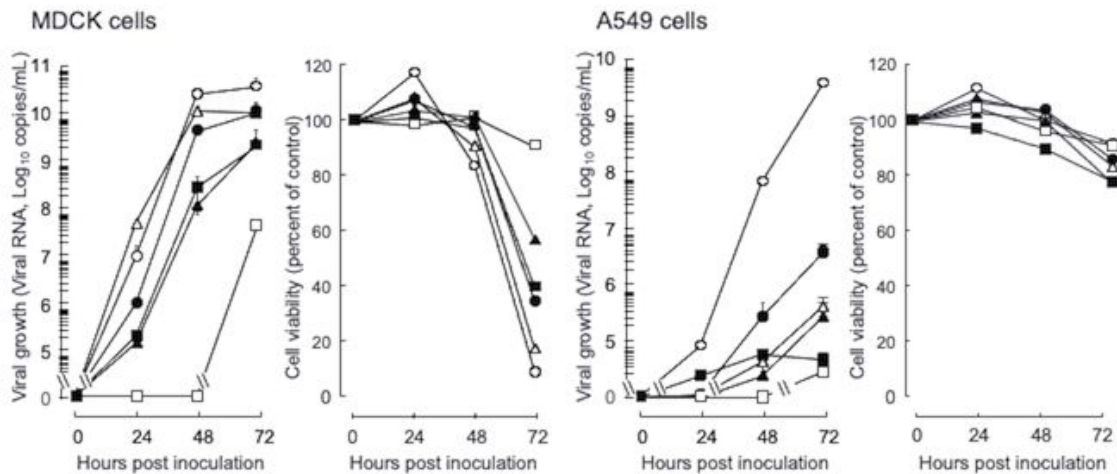 MDCK cells
A549 cells
Viral growth (Viral RNA, Log10 copies/mL)
11
10
9
8
7
6
5
0
0 24 48 72
Hours post inoculation
Cell viability (percent of control)
120
100
80
60
40
20
0
0 24 48 72
Hours post inoculation
Viral growth (Viral RNA, Log10 copies/mL)
10
9
8
7
6
5
0
0 24 48 72
Hours post inoculation
Cell viability (percent of control)
120
100
80
60
40
20
0
0 24 48 72
Hours post inoculation